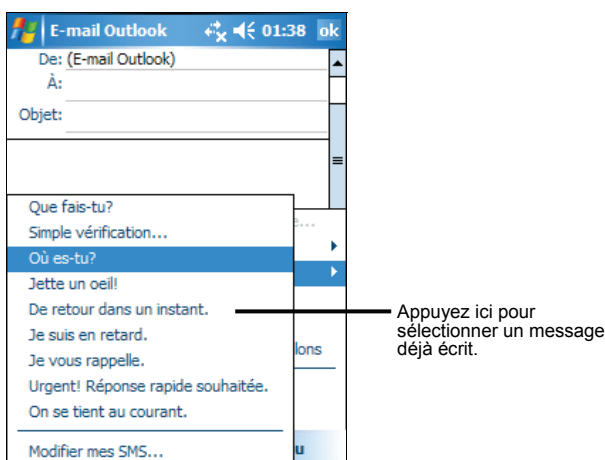 E-mail Outlook 01:38 ok
De: (E-mail Outlook)
À:
Objet:
Que fais-tu?
Simple vérification...
Où es-tu?
Jette un oeil!
De retour dans un instant.
Je suis en retard.
Je vous rappelle.
Urgent! Réponse rapide souhaitée.
On se tient au courant.
Modifier mes SMS...
Appuyez ici pour
sélectionner un message
déjà écrit.